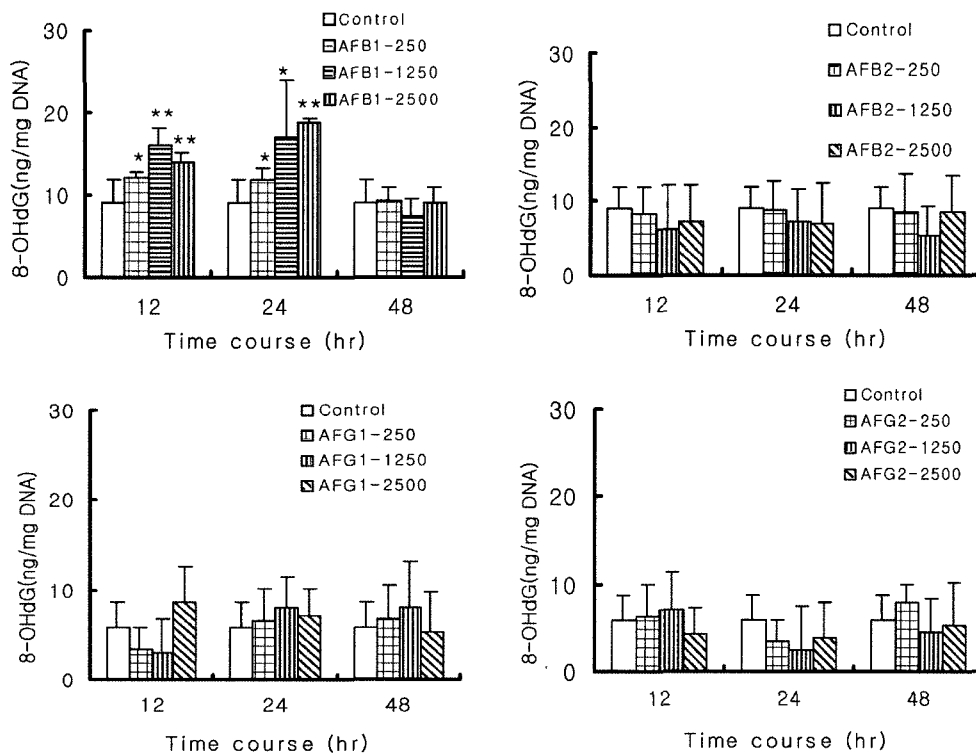 30
20
10
0
8-OHdG(ng/mg DNA)
Control
AFB1-250
AFB1-1250
AFB1-2500
*
**
**
*
*
**
12
24
48
Time course (hr)
30
20
10
0
8-OHdG(ng/mg DNA)
Control
AFB2-250
AFB2-1250
AFB2-2500
12
24
48
Time course (hr)
30
20
10
0
8-OHdG(ng/mg DNA)
Control
AFG1-250
AFG1-1250
AFG1-2500
12
24
48
Time course (hr)
30
20
10
0
8-OHdG(ng/mg DNA)
Control
AFG2-250
AFG2-1250
AFG2-2500
12
24
48
Time course (hr)